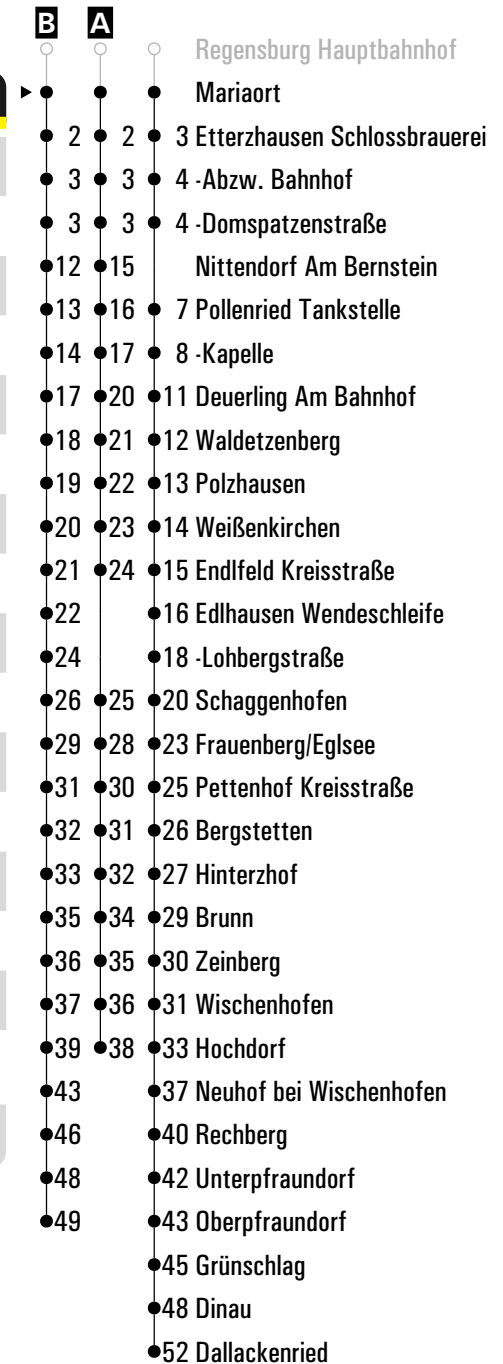 B A
Regensburg Hauptbahnhof
Mariaort
2 2 3 Etterzhausen Schlossbrauerei
3 3 4 -Abzw. Bahnhof
3 3 4 -Domspatzenstraße
12 15 Nittendorf Am Bernstein
13 16 7 Pollenried Tankstelle
14 17 8 -Kapelle
17 20 11 Deuerling Am Bahnhof
18 21 12 Waldetzenberg
19 22 13 Polzhausen
20 23 14 Weißenkirchen
21 24 15 Endlfeld Kreisstraße
22 16 Edlhausen Wendeschleife
24 18 -Lohbergstraße
26 25 20 Schaggenhofen
29 28 23 Frauenberg/Eglsee
31 30 25 Pettenhof Kreisstraße
32 31 26 Bergstetten
33 32 27 Hinterzhof
35 34 29 Brunn
36 35 30 Zeinberg
37 36 31 Wischenhofen
39 38 33 Hochdorf
43 37 Neuhof bei Wischenhofen
46 40 Rechberg
48 42 Unterpfraundorf
49 43 Oberpfraundorf
45 Grünschlag
48 Dinau
52 Dallackenried